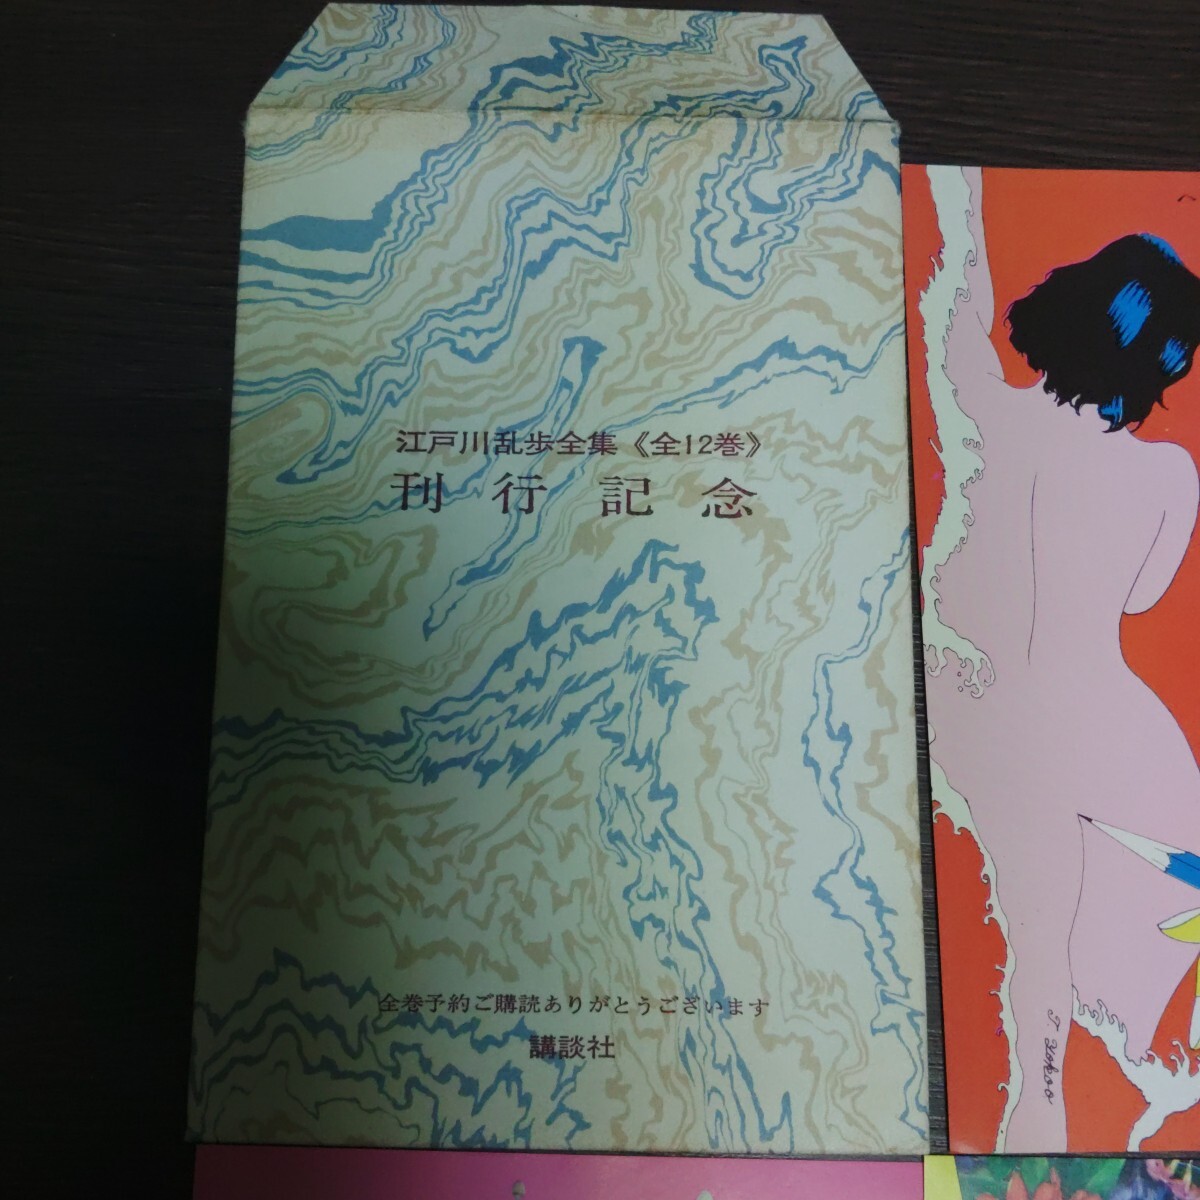 江戸川乱歩全集《全12巻》
刊行記念
全巻予約ご購読ありがとうございます
講談社
T. Yokoo